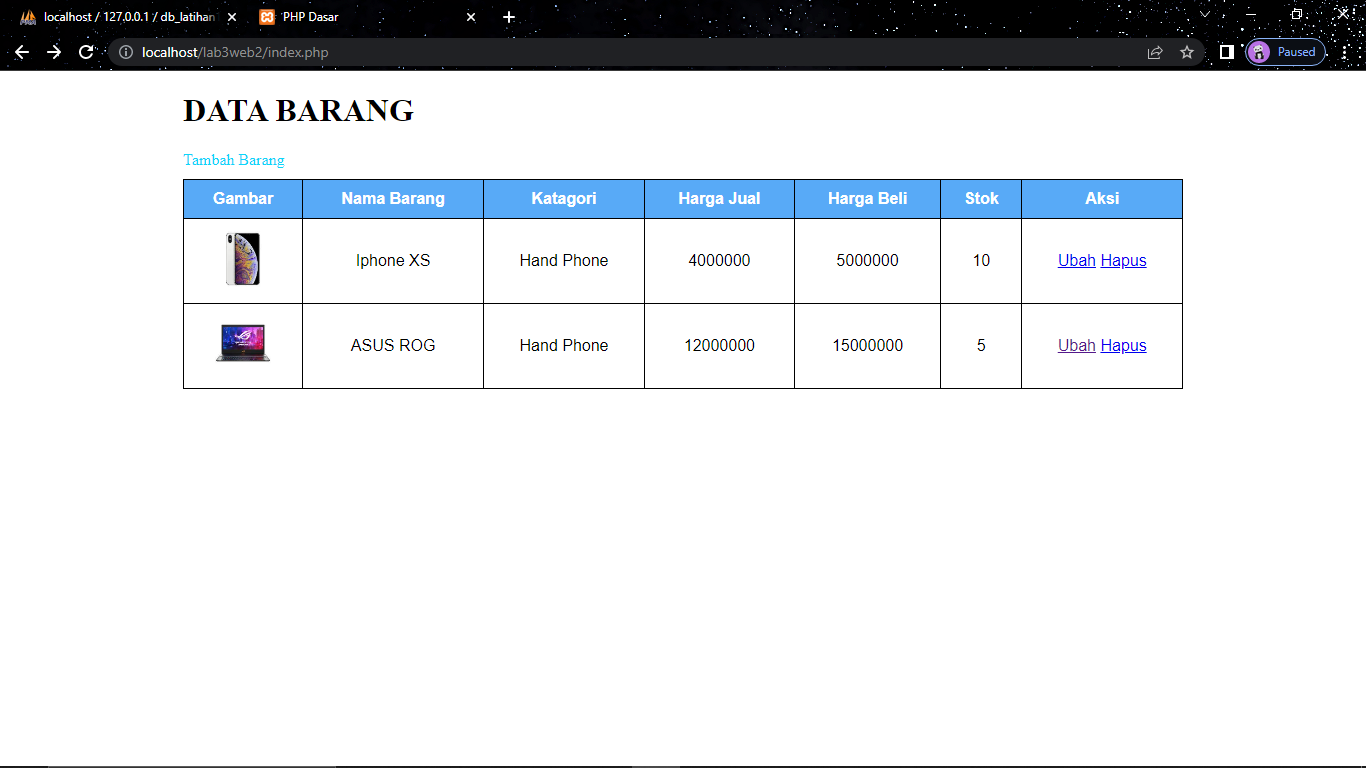 localhost / 127.0.0.1 / db_latihan
PHP Dasar
localhost/lab3web2/index.php
Paused
DATA BARANG
Tambah Barang
Gambar Nama Barang Katagori Harga Jual Harga Beli Stok Aksi
Iphone XS Hand Phone 4000000 5000000 10 Ubah Hapus
ASUS ROG Hand Phone 12000000 15000000 5 Ubah Hapus